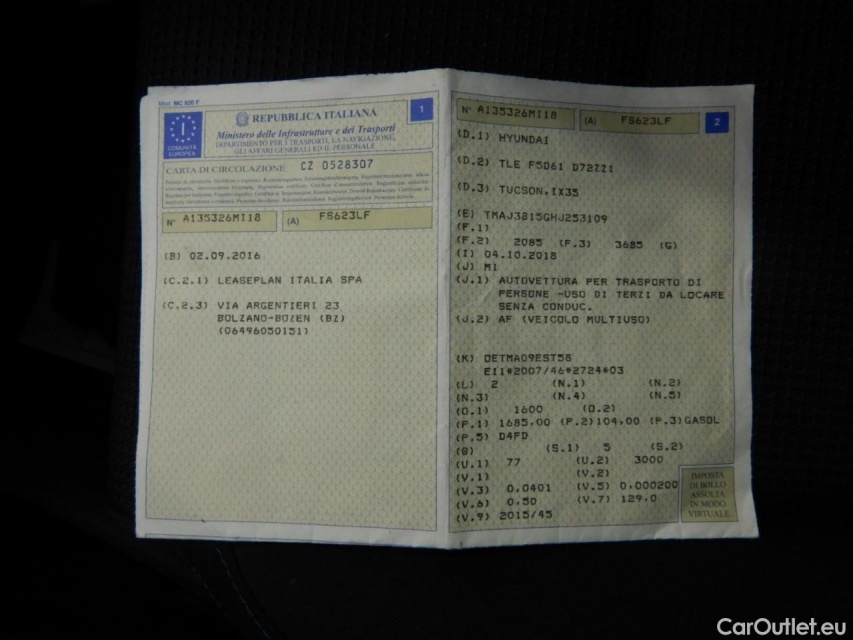 Mod. MC 820 F
REPUBBLICA ITALIANA
1
Ministero delle Infrastrutture e dei Trasporti
DIPARTIMENTO PER I TRASPORTI, LA NAVIGAZIONE,
GLI AFFARI GENERALI ED IL PERSONALE
COMUNITÀ
EUROPEA
CARTA DI CIRCOLAZIONE CZ 0528307
N° A135326MI18 (A) FS623LF
(B) 02.09.2016
(C.2.1) LEASEPLAN ITALIA SPA
(C.2.3) VIA ARGENTIERI 23
BOLZANO-BOZEN (BZ)
(06496050151)
N° A135326MI18 (A) FS623LF 2
(D.1) HYUNDAI
(D.2) TLE F5D61 D72Z1
(D.3) TUCSON,IX35
(E) TMAJ3815GHJ253109
(F.1)
(F.2) 2085 (F.3) 3685 (G)
(I) 04.10.2018
(J) M1
(J.1) AUTOVETTURA PER TRASPORTO DI
PERSONE -USO DI TERZI DA LOCARE
SENZA CONDUC.
(J.2) AF (VEICOLO MULTIUSO)
(K) OETMA09EST58
E11*2007/46*2724*03
(L) 2 (N.1) (N.2)
(N.3) (N.4) (N.5)
(O.1) 1600 (O.2)
(P.1) 1685,00 (P.2)104,00 (P.3)GASOL
(P.5) D4FD
(Q) (S.1) 5 (S.2)
(U.1) 77 (U.2) 3000
(V.1) (V.2)
(V.3) 0,0401 (V.5) 0,000200
(V.6) 0,50 (V.7) 129,0
(V.9) 2015/45
IMPOSTA
DI BOLLO
ASSOLTA
IN MODO
VIRTUALE
CarOutlet.eu